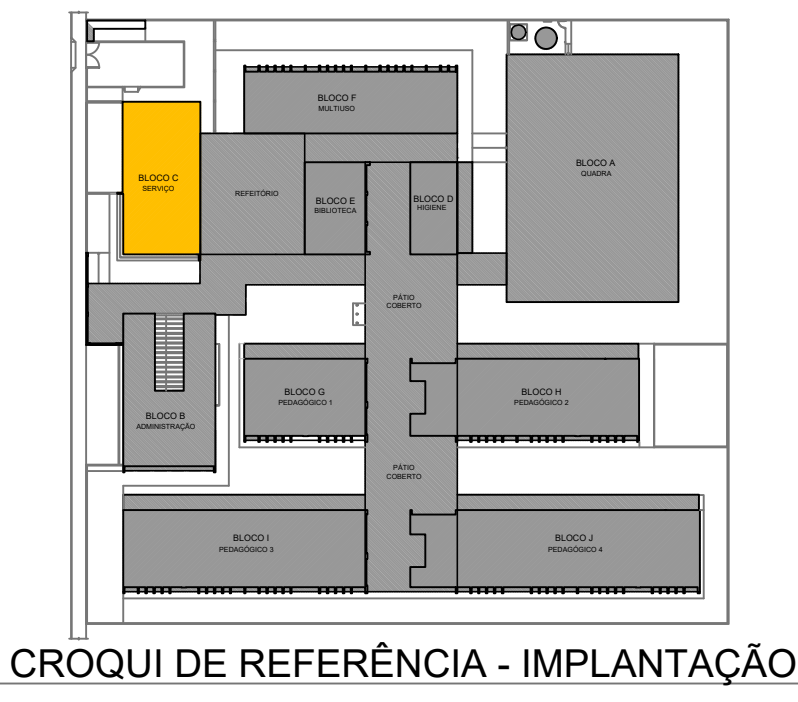 BLOCO F
MULTIUSO
BLOCO A
QUADRA
BLOCO C
SERVIÇO
REFEITÓRIO
BLOCO E
BIBLIOTECA
BLOCO D
HIGIENE
PÁTIO
COBERTO
BLOCO G
PEDAGÓGICO 1
BLOCO H
PEDAGÓGICO 2
BLOCO B
ADMINISTRAÇÃO
PÁTIO
COBERTO
BLOCO I
PEDAGÓGICO 3
BLOCO J
PEDAGÓGICO 4
CROQUI DE REFERÊNCIA - IMPLANTAÇÃO